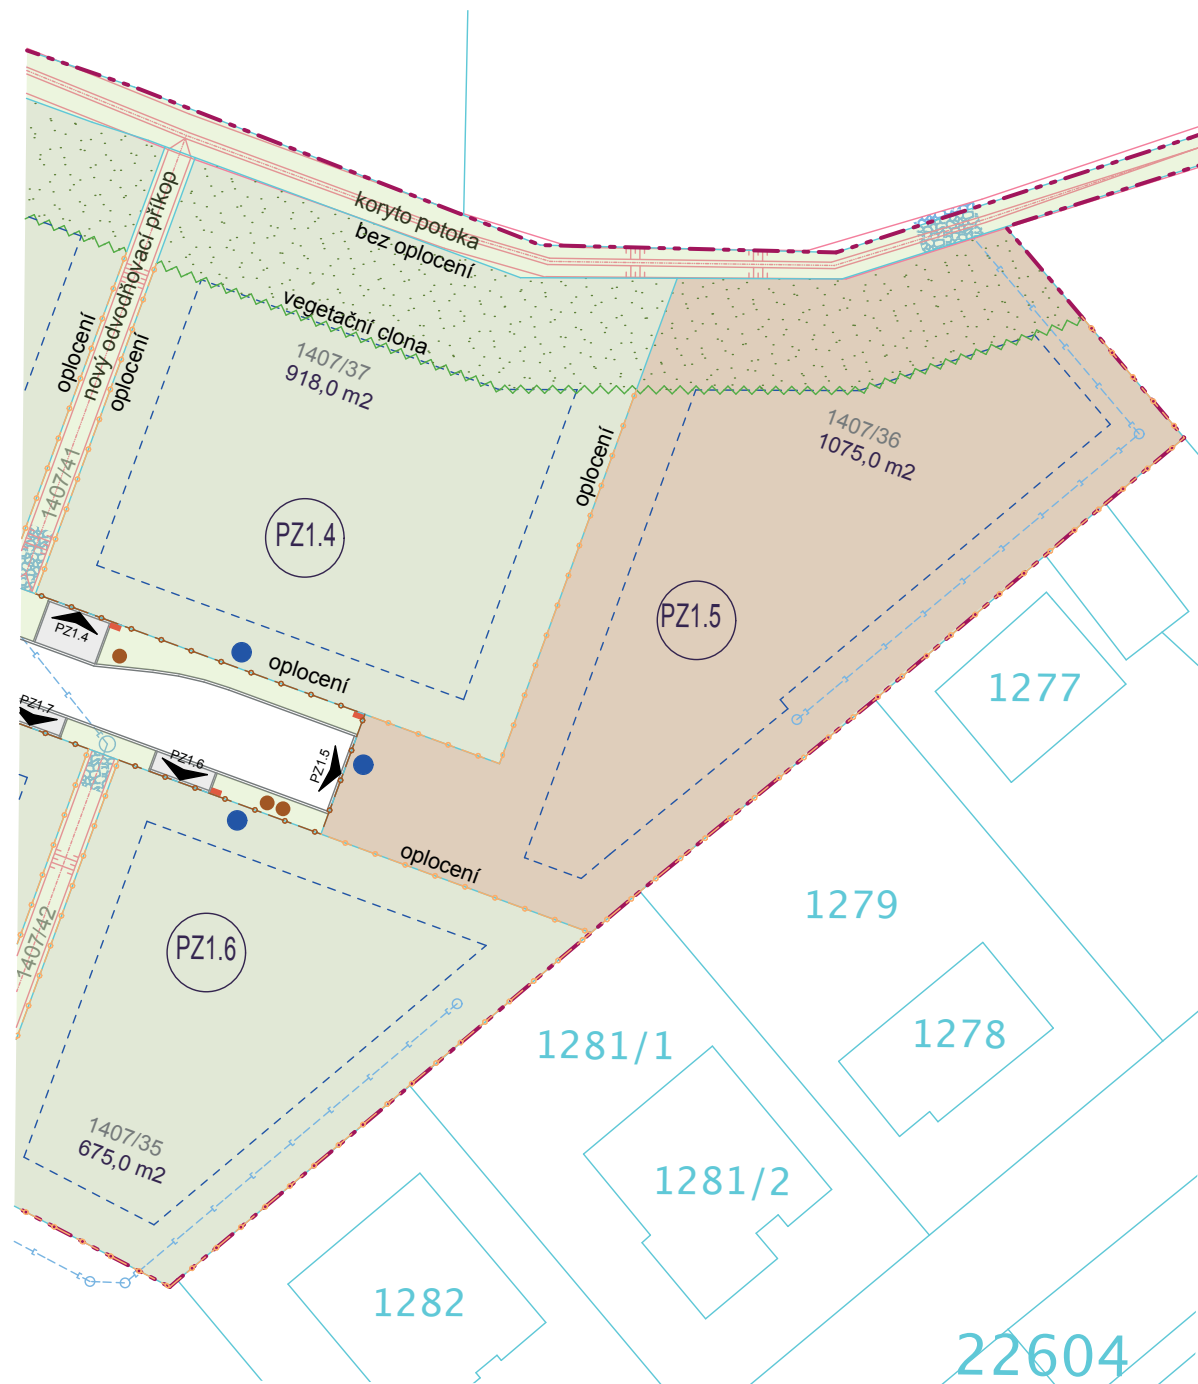 koryto potoka
bez oplocení
nový odvodňovací příkop
oplocení
oplocení
vegetační clona
1407/37
918,0 m2
1407/36
1075,0 m2
oplocení
1407/41
PZ1.4
PZ1.5
PZ1.4
oplocení
1277
PZ1.7
PZ1.6
PZ1.5
oplocení
1279
1407/42
PZ1.6
1278
1281/1
1407/35
675,0 m2
1281/2
1282
22604